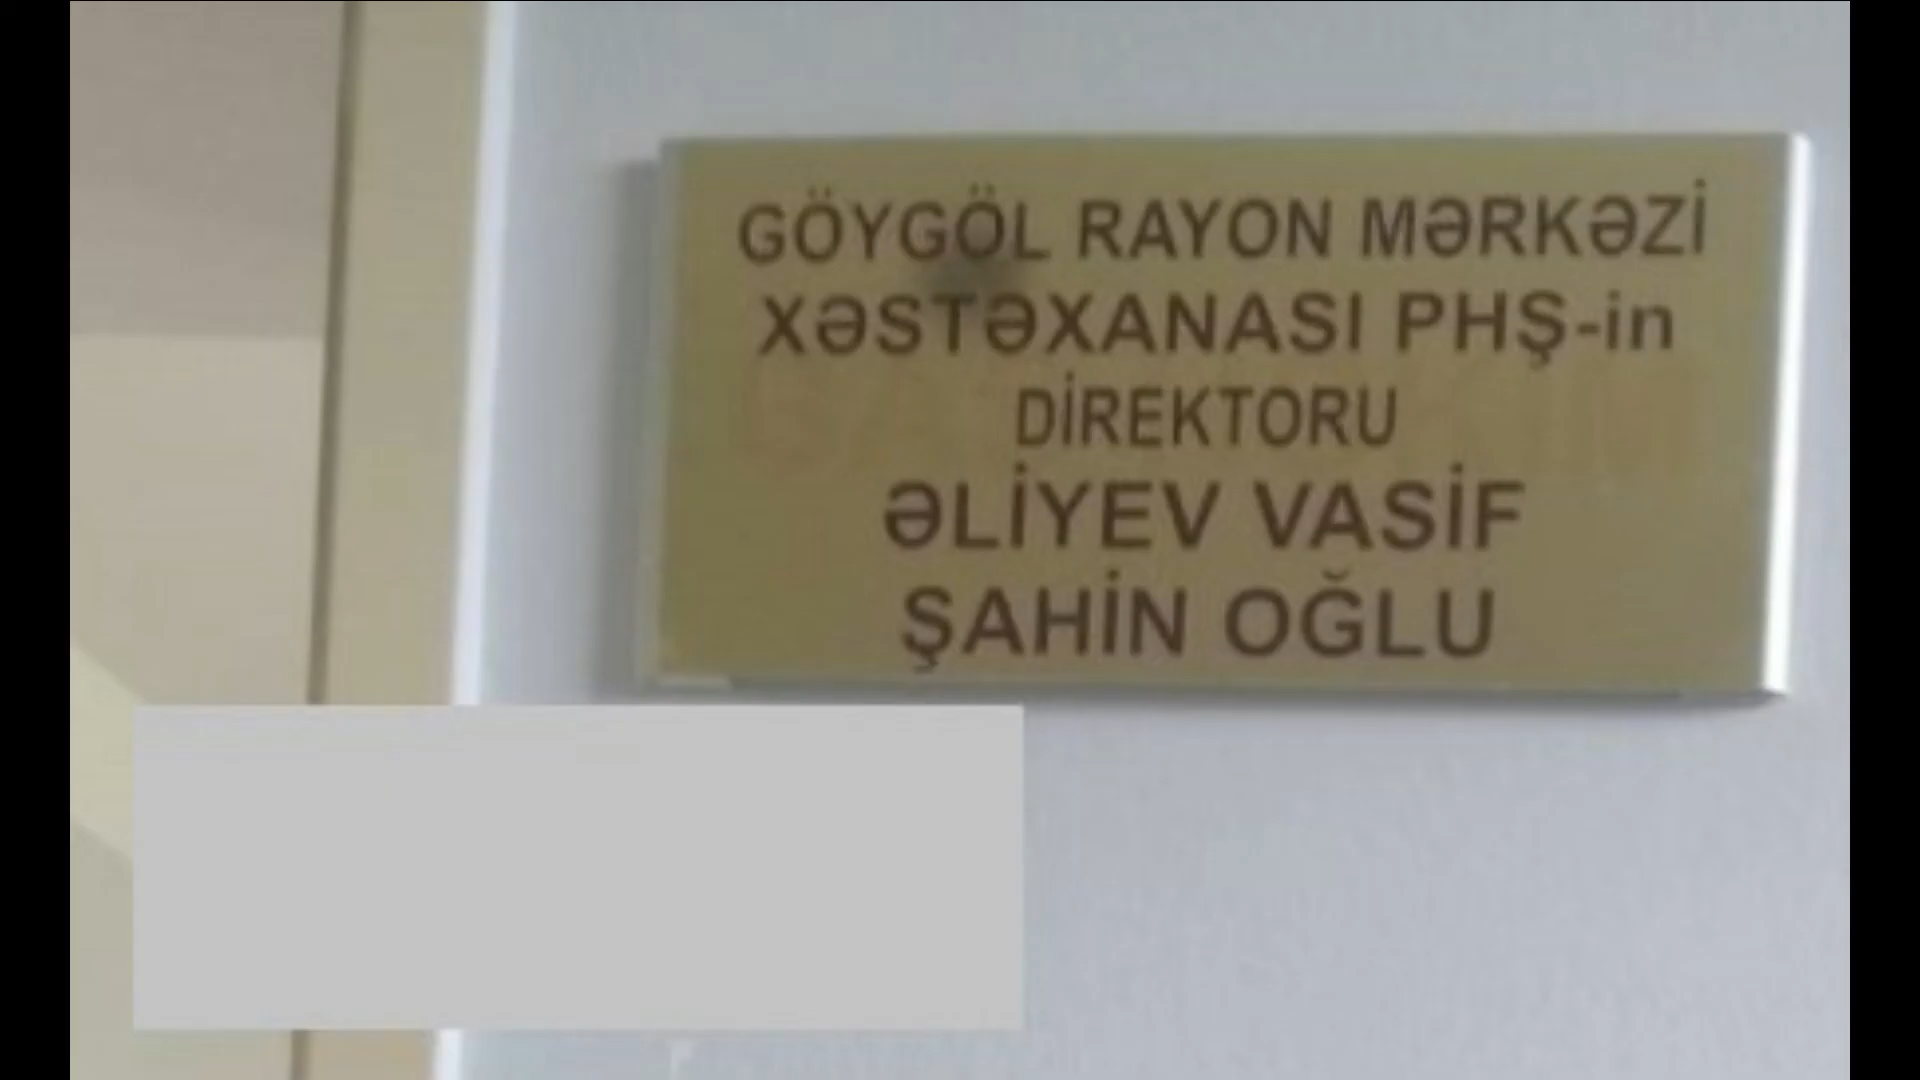 GÖYGÖL RAYON MƏRKƏZİ
XƏSTƏXANASI PHŞ-in
DİREKTORU
ƏLİYEV VASİF
ŞAHİN OĞLU